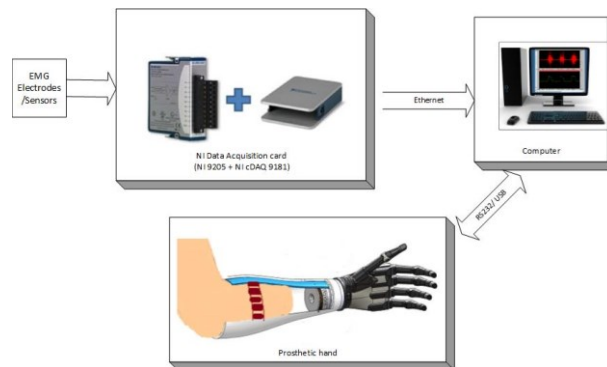 EMG
Electrodes
/Sensors
NI Data Acquisition card
(NI 9205 + NI cDAQ 9181)
Ethernet
Computer
RS232/ USB
Prosthetic hand